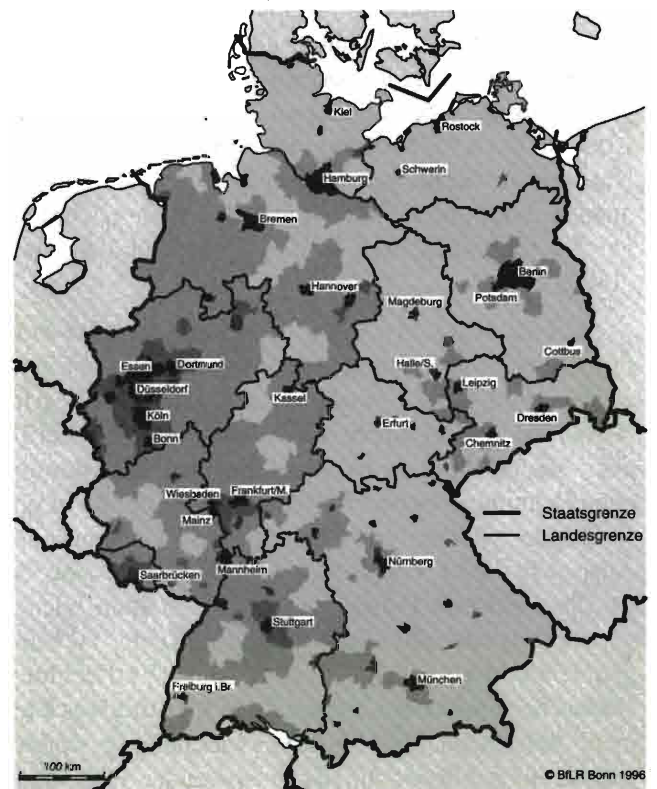 Kiel
Rostock
Hamburg
Schwerin
Bremen
Berlin
Hannover
Potsdam
Magdeburg
Cottbus
Essen
Dortmund
Halle/S.
Leipzig
Düsseldorf
Kassel
Köln
Erfurt
Dresden
Bonn
Chemnitz
Wiesbaden
Frankfurt/M.
Mainz
Staatsgrenze
Landesgrenze
Saarbrücken
Mannheim
Nürnberg
Stuttgart
Freiburg i.Br.
München
100 km
© BfLR Bonn 1996